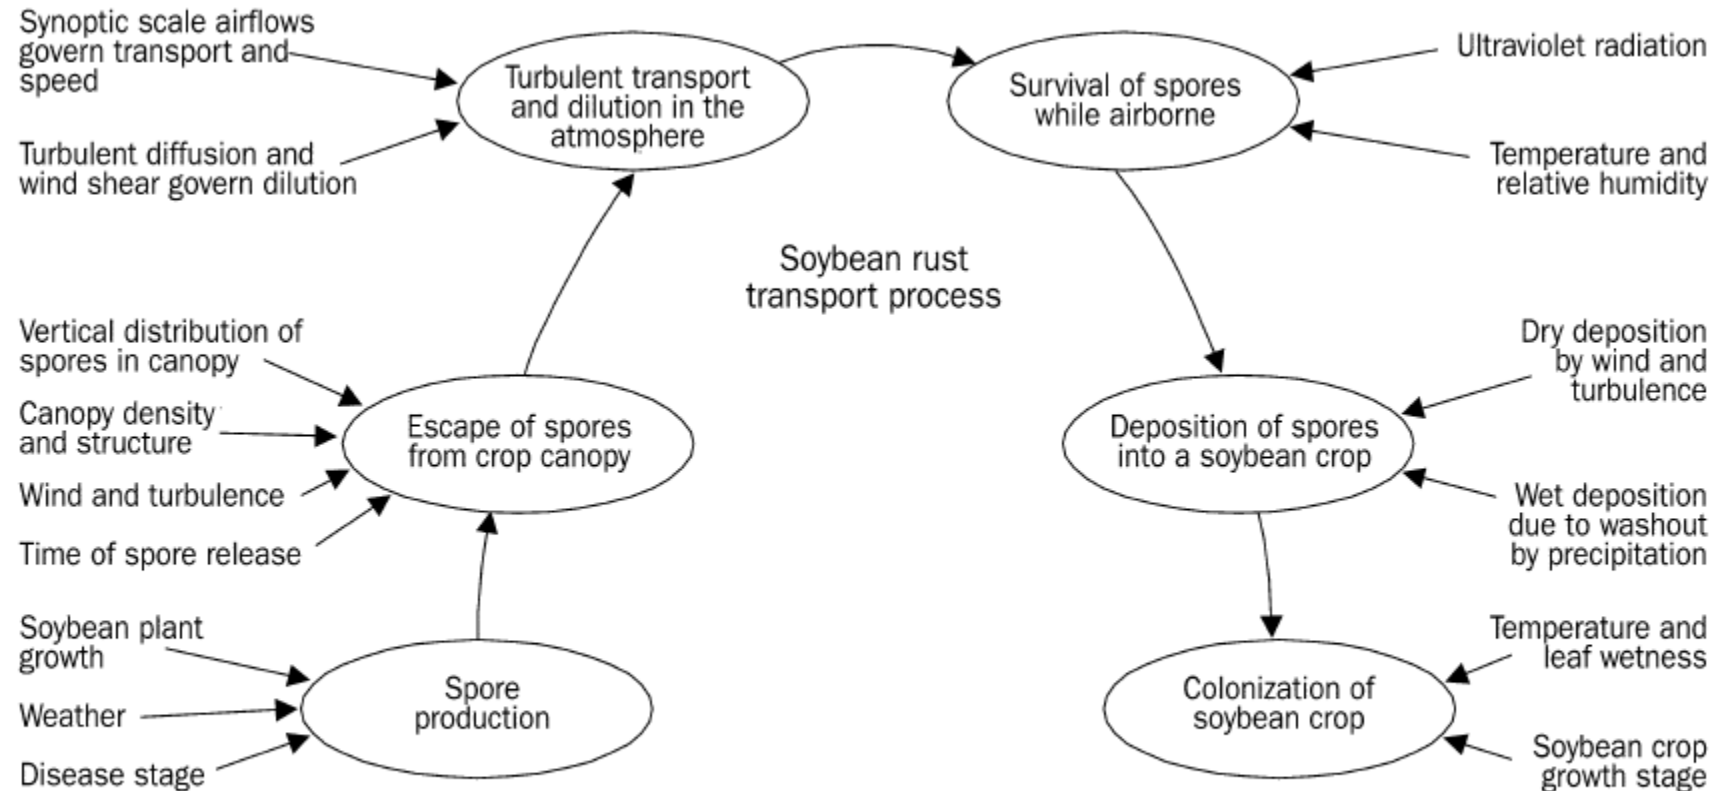 Synoptic scale airflows
govern transport and
speed
Turbulent diffusion and
wind shear govern dilution
Turbulent transport
and dilution in the
atmosphere
Survival of spores
while airborne
Ultraviolet radiation
Temperature and
relative humidity
Soybean rust
transport process
Vertical distribution of
spores in canopy
Canopy density
and structure
Wind and turbulence
Time of spore release
Escape of spores
from crop canopy
Deposition of spores
into a soybean crop
Dry deposition
by wind and
turbulence
Wet deposition
due to washout
by precipitation
Soybean plant
growth
Weather
Disease stage
Spore
production
Colonization of
soybean crop
Temperature and
leaf wetness
Soybean crop
growth stage